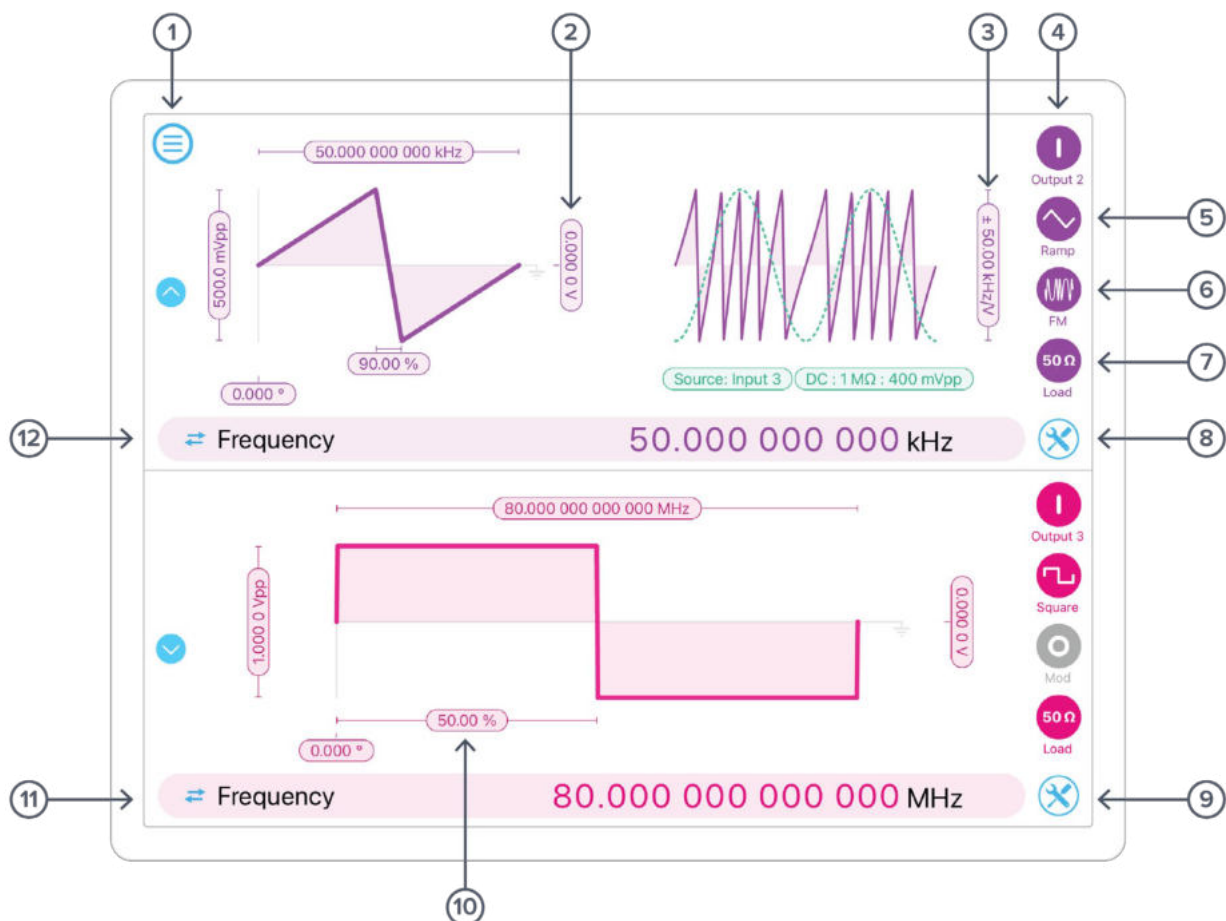 1
2
3
4
50.000 000 000 kHz
Output 2
500.0 mVpp
0.000 0 V
± 50.00 kHz/V
5
Ramp
6
FM
90.00 %
50 Ω
Load
7
0.000 °
Source: Input 3
DC : 1 MΩ : 400 mVpp
12
Frequency
50.000 000 000 kHz
8
80.000 000 000 000 MHz
Output 3
1.000 0 Vpp
0.000 0 V
Square
Mod
50.00 %
50 Ω
Load
0.000 °
11
Frequency
80.000 000 000 000 MHz
9
10